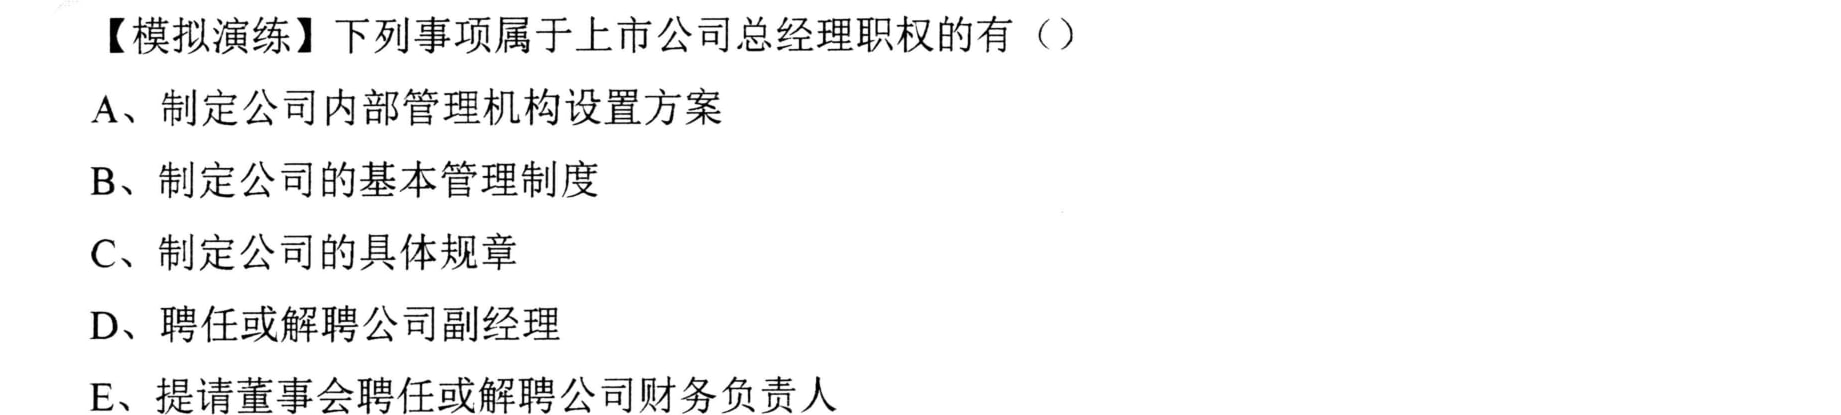 【模拟演练】下列事项属于上市公司总经理职权的有（）
A、制定公司内部管理机构设置方案
B、制定公司的基本管理制度
C、制定公司的具体规章
D、聘任或解聘公司副经理
E、提请董事会聘任或解聘公司财务负责人